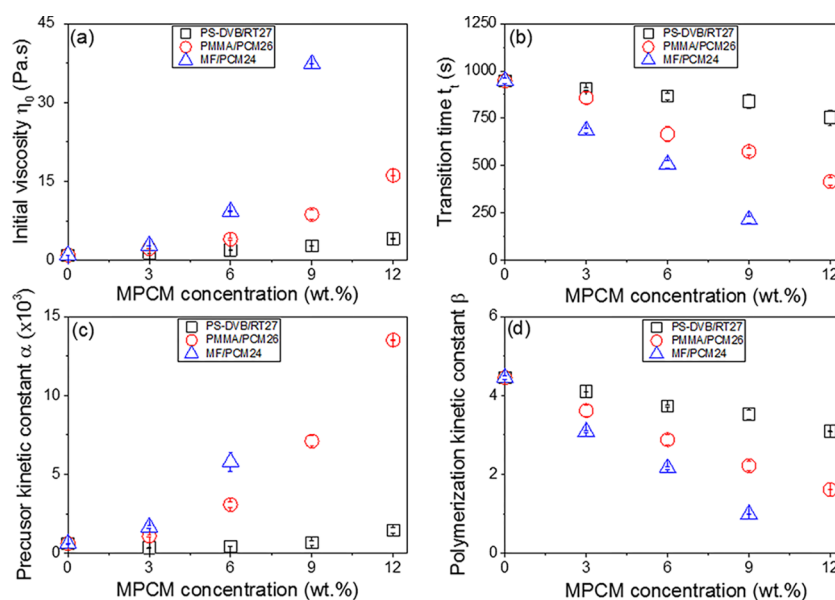 (a)
PS-DVB/RT27
PMMA/PCM26
MF/PCM24
Initial viscosity η0 (Pa.s)
45
30
15
0
0 3 6 9 12
MPCM concentration (wt.%)
(b)
PS-DVB/RT27
PMMA/PCM26
MF/PCM24
Transition time tt (s)
1250
1000
750
500
250
0
0 3 6 9 12
MPCM concentration (wt.%)
(c)
PS-DVB/RT27
PMMA/PCM26
MF/PCM24
Precusor kinetic constant α (x10³)
15
10
5
0
0 3 6 9 12
MPCM concentration (wt.%)
(d)
PS-DVB/RT27
PMMA/PCM26
MF/PCM24
Polymerization kinetic constant β
6
4
2
0
0 3 6 9 12
MPCM concentration (wt.%)